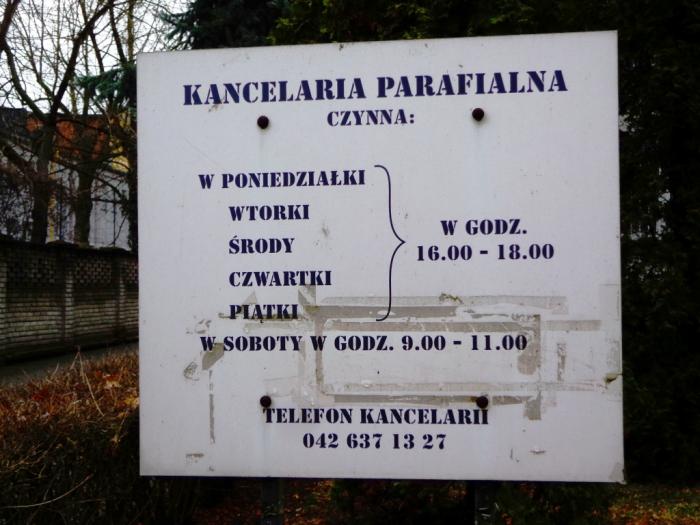 KANCELARIA PARAFIALNA
CZYNNA:
W PONIEDZIAŁKI
WTORKI
ŚRODY
CZWARTKI
PIĄTKI
W GODZ.
16.00 - 18.00
W SOBOTY W GODZ. 9.00 - 11.00
TELEFON KANCELARII
042 637 13 27